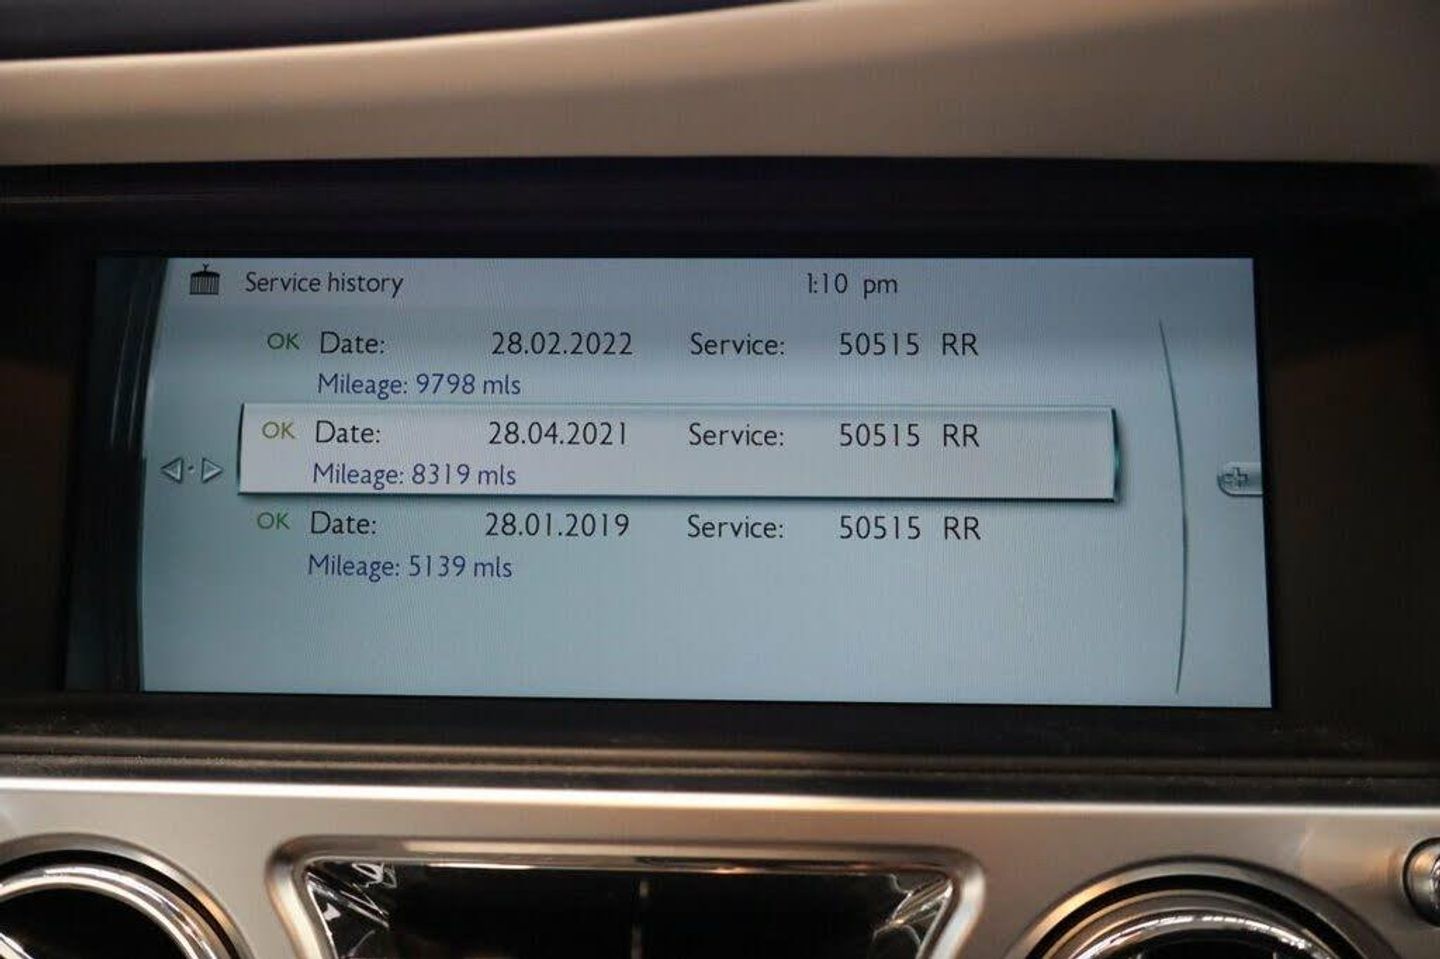 Service history 1:10 pm
OK Date: 28.02.2022 Service: 50515 RR
Mileage: 9798 mls
OK Date: 28.04.2021 Service: 50515 RR
Mileage: 8319 mls
OK Date: 28.01.2019 Service: 50515 RR
Mileage: 5139 mls